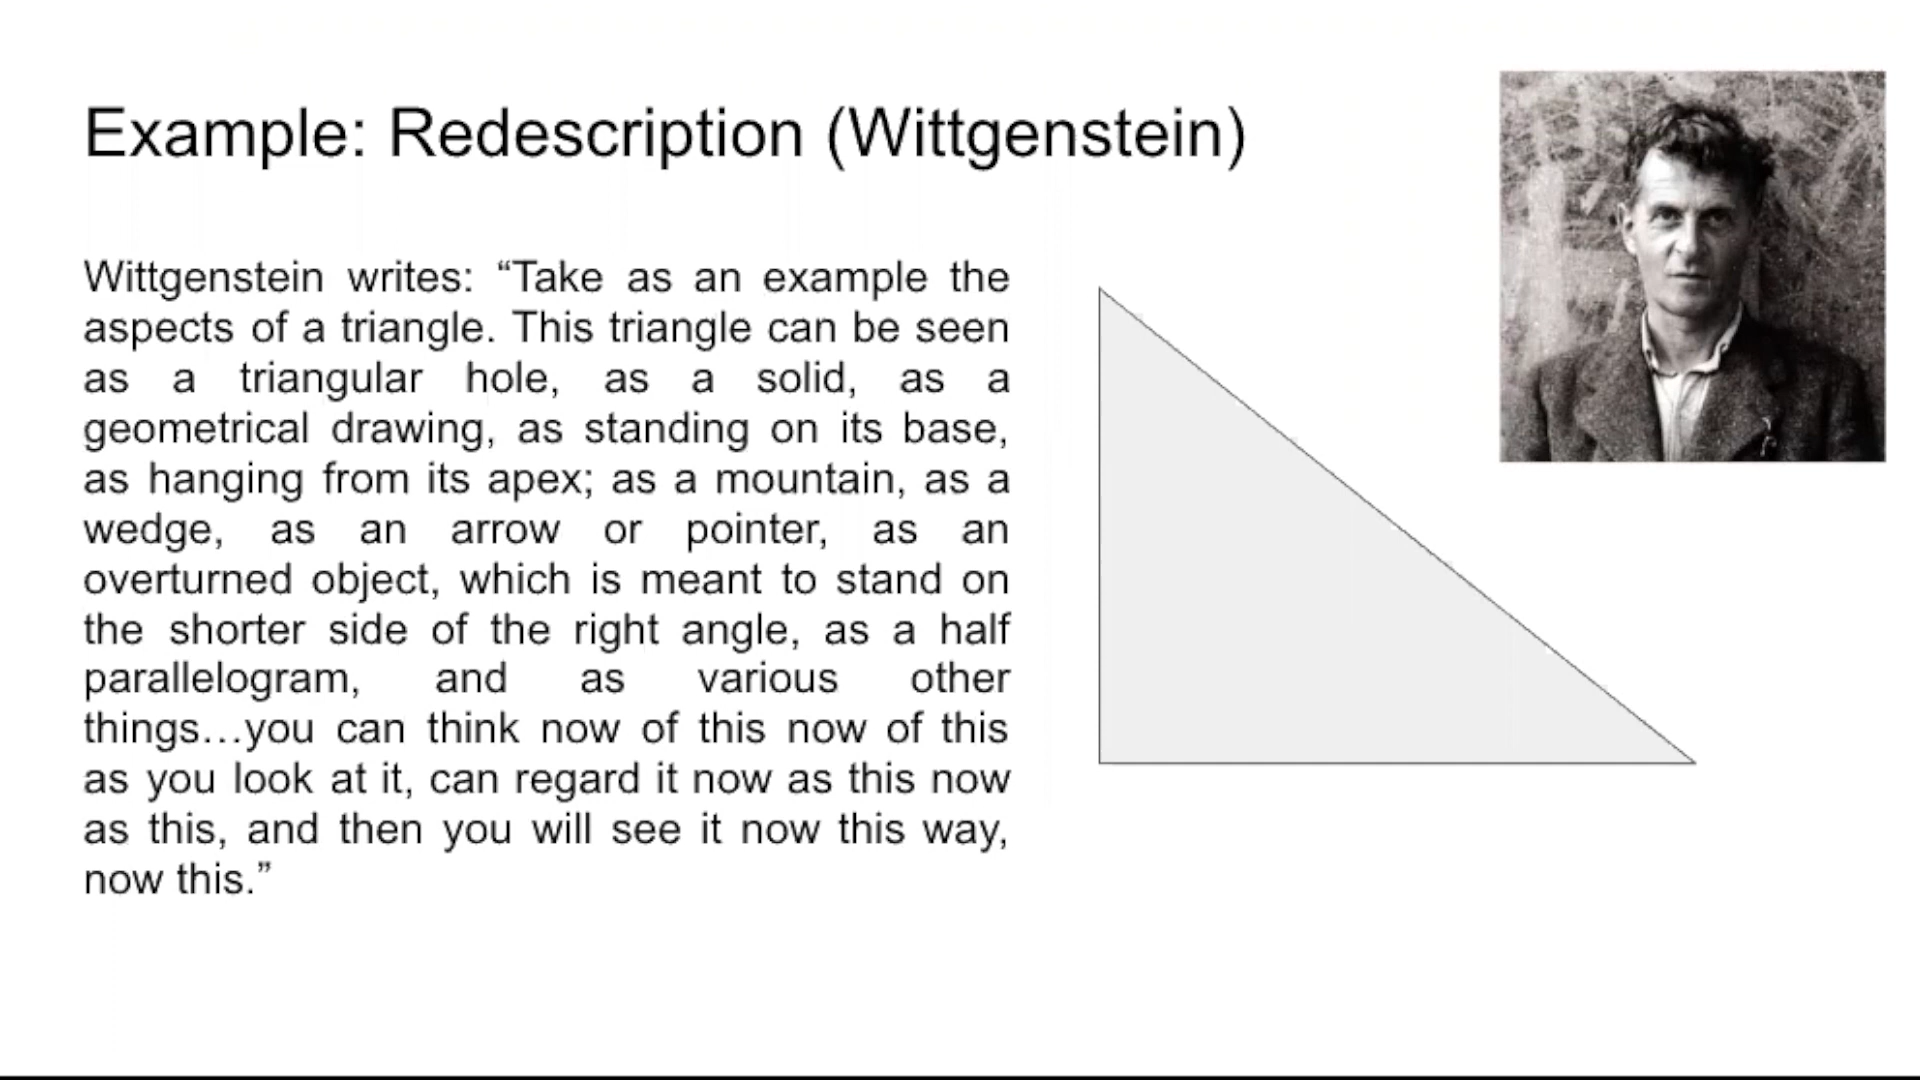 Example: Redescription (Wittgenstein)
Wittgenstein writes: “Take as an example the
aspects of a triangle. This triangle can be seen
as a triangular hole, as a solid, as a
geometrical drawing, as standing on its base,
as hanging from its apex; as a mountain, as a
wedge, as an arrow or pointer, as an
overturned object, which is meant to stand on
the shorter side of the right angle, as a half
parallelogram, and as various other
things…you can think now of this now of this
as you look at it, can regard it now as this now
as this, and then you will see it now this way,
now this.”